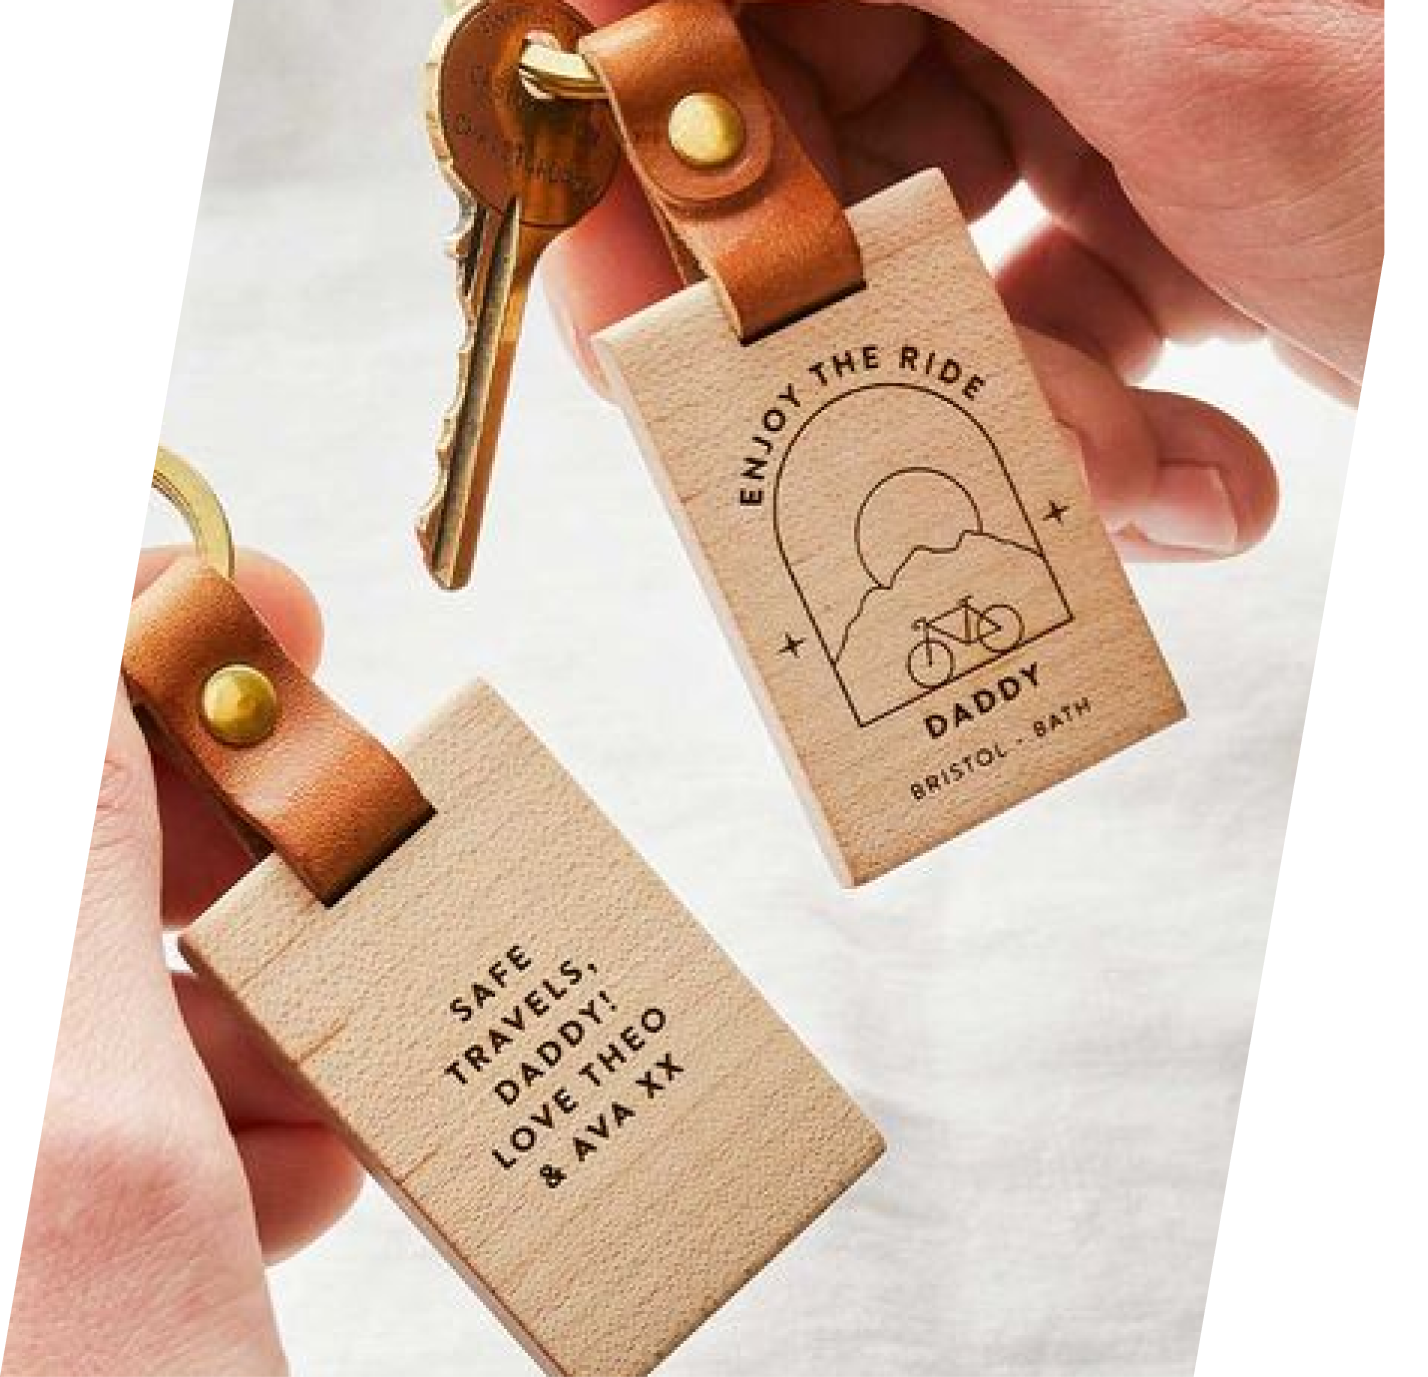 ENJOY THE RIDE
DADDY
BRISTOL - BATH
SAFE
TRAVELS,
DADDY!
LOVE THEO
& AVA XX